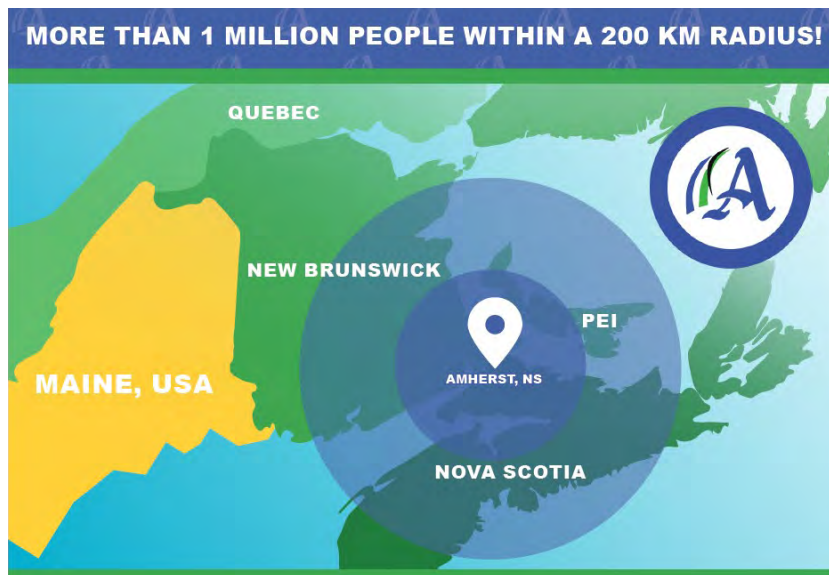 MORE THAN 1 MILLION PEOPLE WITHIN A 200 KM RADIUS!
QUEBEC
A
NEW BRUNSWICK
PEI
MAINE, USA
AMHERST, NS
NOVA SCOTIA